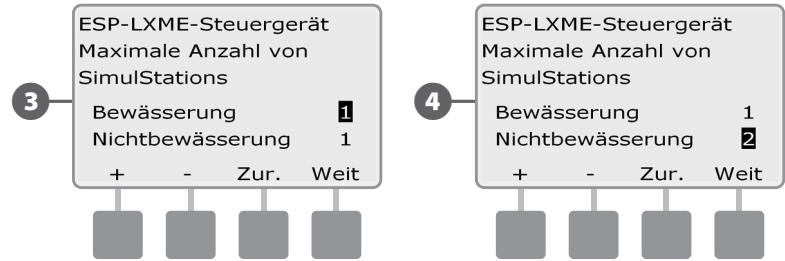 3
ESP-LXME-Steuergerät
Maximale Anzahl von
SimulStations
Bewässerung 1
Nichtbewässerung 1
+ - Zur. Weit
4
ESP-LXME-Steuergerät
Maximale Anzahl von
SimulStations
Bewässerung 1
Nichtbewässerung 2
+ - Zur. Weit